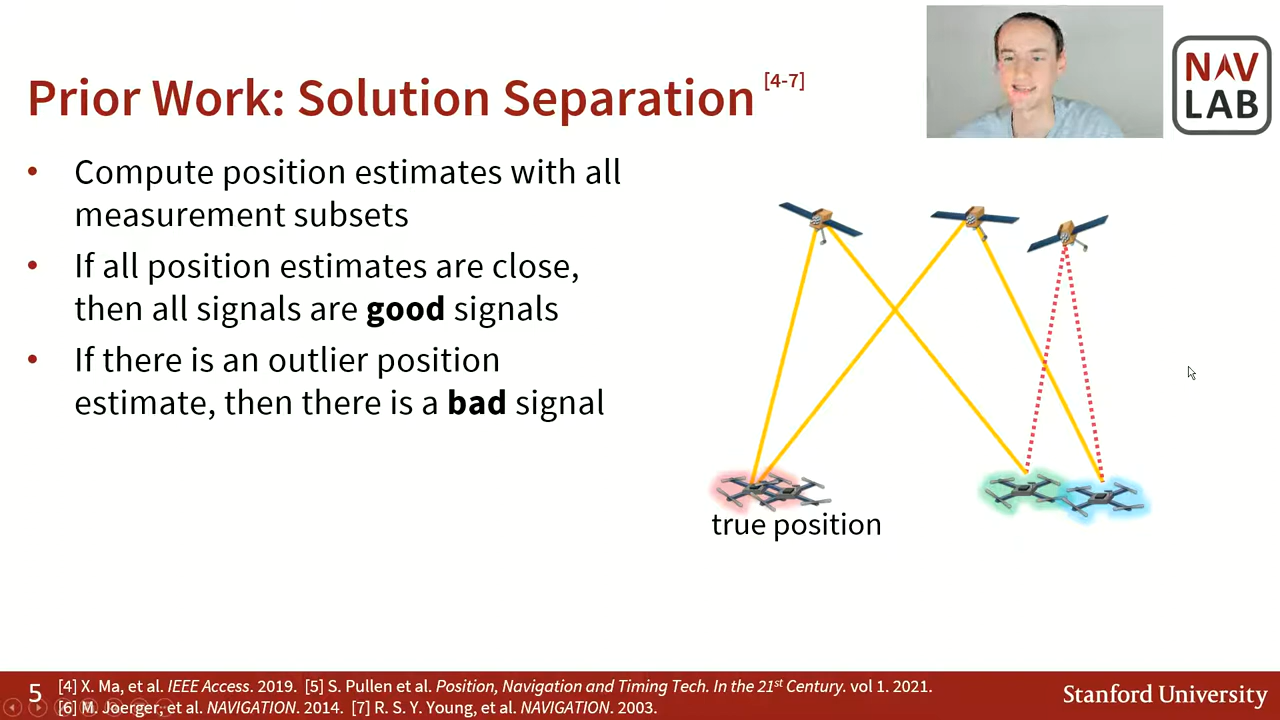 Prior Work: Solution Separation [4-7]
NAV
LAB
• Compute position estimates with all
measurement subsets
• If all position estimates are close,
then all signals are good signals
• If there is an outlier position
estimate, then there is a bad signal
true position
5
[4] X. Ma, et al. IEEE Access. 2019. [5] S. Pullen et al. Position, Navigation and Timing Tech. In the 21st Century. vol 1. 2021.
[6] M. Joerger, et al. NAVIGATION. 2014. [7] R. S. Y. Young, et al. NAVIGATION. 2003.
Stanford University